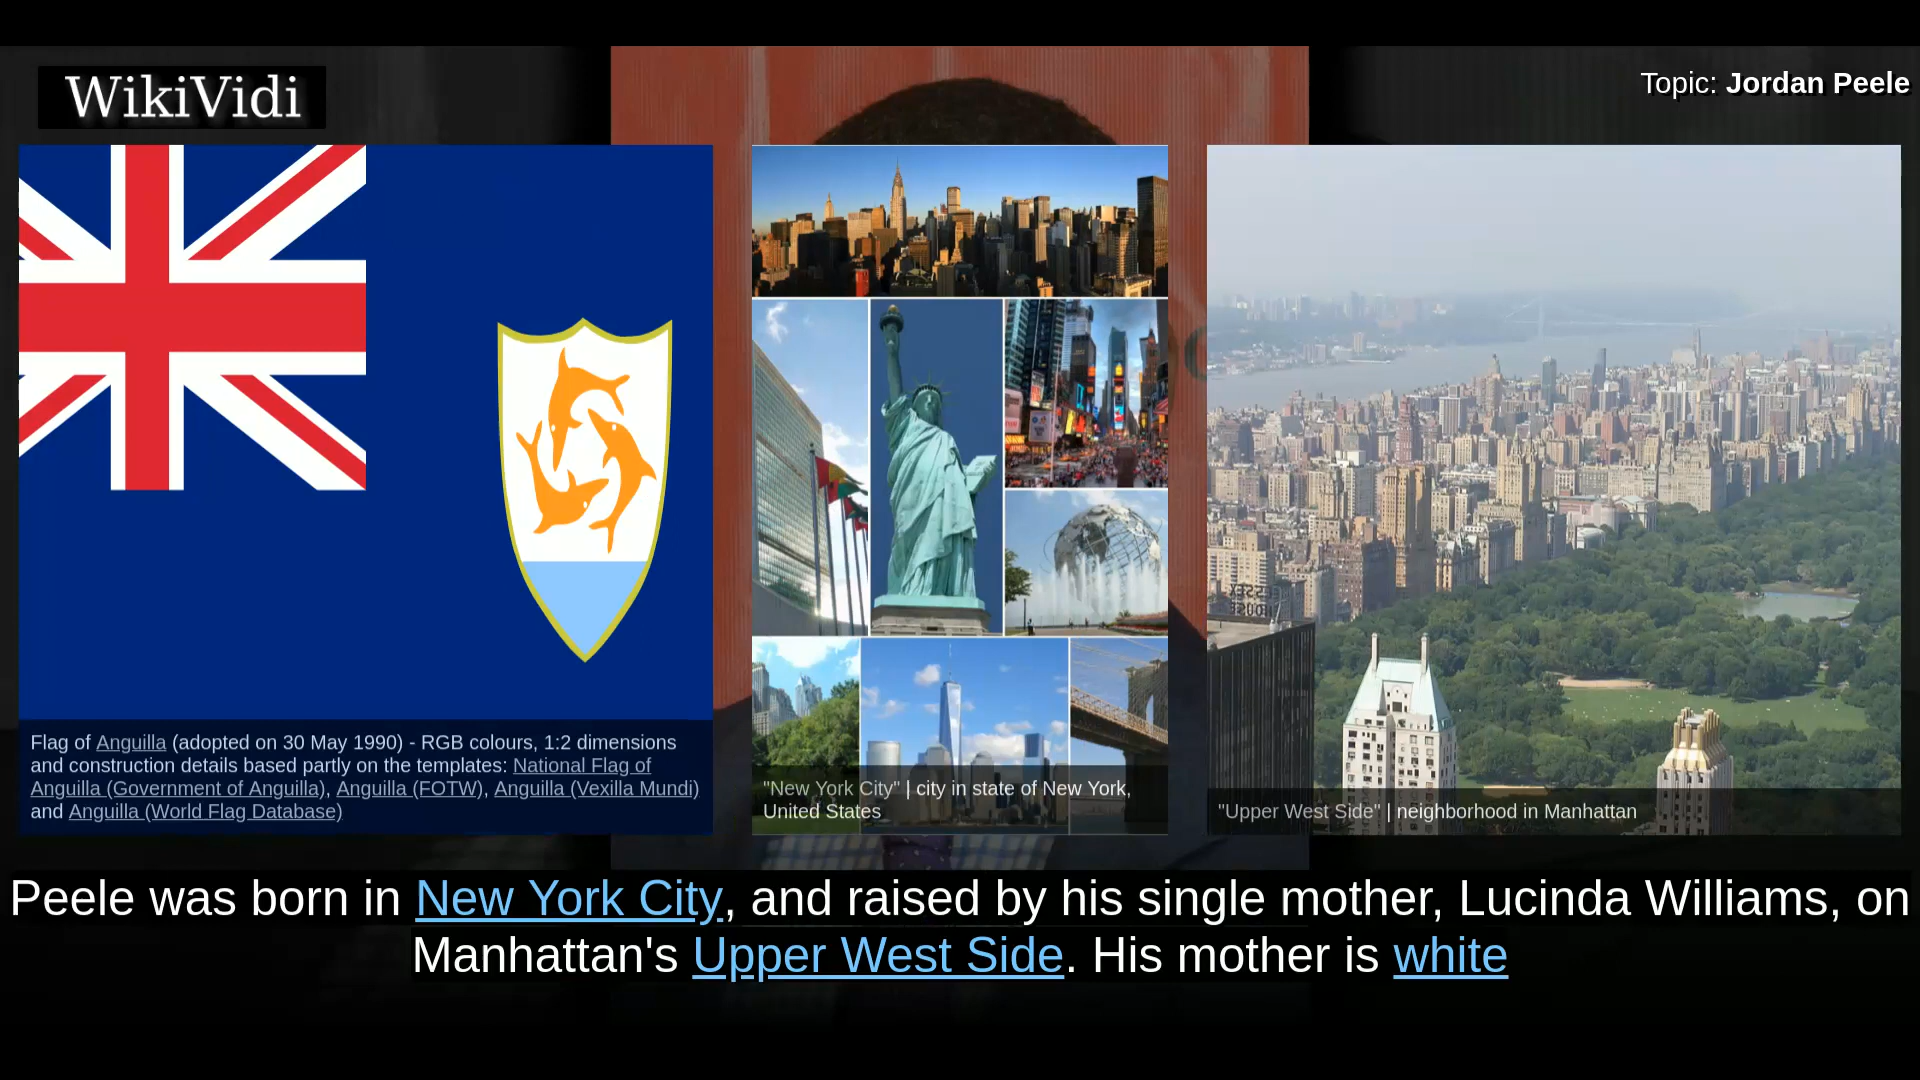 WikiVidi
Topic: Jordan Peele
Flag of Anguilla (adopted on 30 May 1990) - RGB colours, 1:2 dimensions
and construction details based partly on the templates: National Flag of
Anguilla (Government of Anguilla), Anguilla (FOTW), Anguilla (Vexilla Mundi)
and Anguilla (World Flag Database)
"New York City" | city in state of New York,
United States
ESSEX
HOUSE
"Upper West Side" | neighborhood in Manhattan
Peele was born in New York City, and raised by his single mother, Lucinda Williams, on
Manhattan's Upper West Side. His mother is white